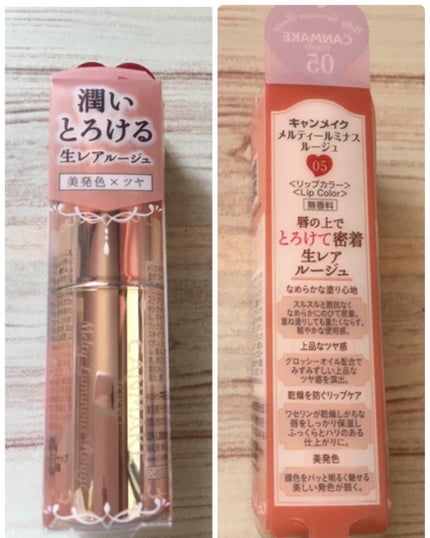 潤い
とろける
生レアルージュ
美発色×ツヤ
Melty Luminous Rouge
CANMAKE
Melty Luminous Rouge
CANMAKE
TOKYO
05
キャンメイク
メルティールミナス
ルージュ
05
<リップカラー>
<Lip Color>
無香料
唇の上で
とろけて密着
生レア
ルージュ
なめらかな塗り心地
スルスルと抵抗なく
なめらかにのびて密着。
重ね塗りしても重たくならず、
軽やかな使用感。
上品なツヤ感
グロッシーオイル配合で
みずみずしい上品な
ツヤ感を演出。
乾燥を防ぐリップケア
ワセリンが乾燥しがちな
唇をしっかり保湿し
ふっくらとハリのある
仕上がりに。
美発色
顔色をパッと明るく魅せる
美しい発色が続く。